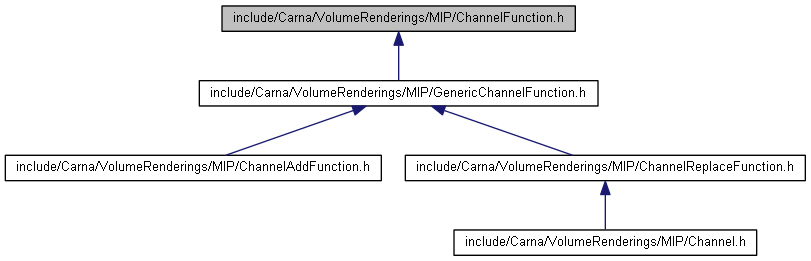 include/Carna/VolumeRenderings/MIP/ChannelFunction.h
include/Carna/VolumeRenderings/MIP/GenericChannelFunction.h
include/Carna/VolumeRenderings/MIP/ChannelAddFunction.h
include/Carna/VolumeRenderings/MIP/ChannelReplaceFunction.h
include/Carna/VolumeRenderings/MIP/Channel.h